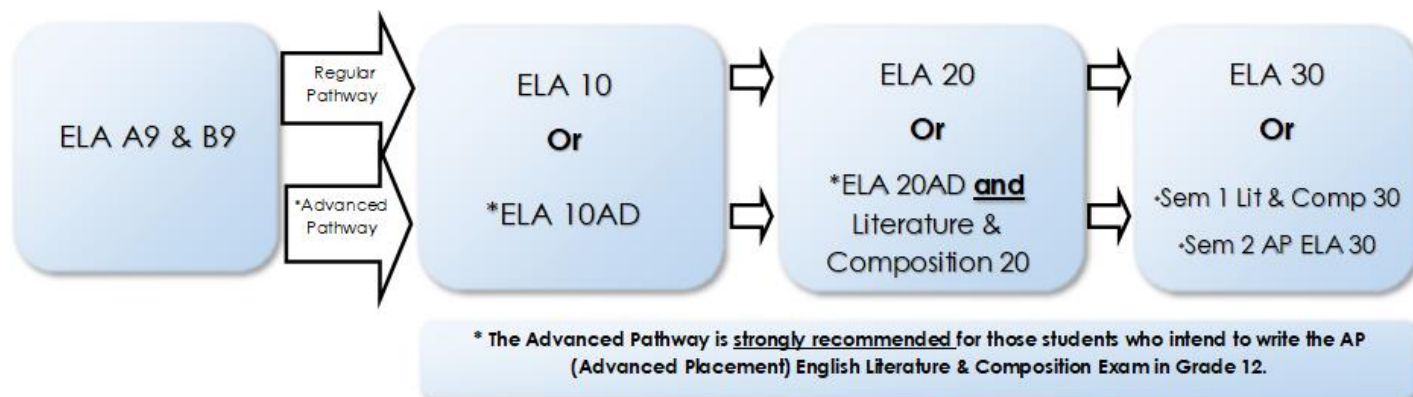 ELA A9 & B9
Regular
Pathway
*Advanced
Pathway
ELA 10
Or
*ELA 10AD
ELA 20
Or
*ELA 20AD and
Literature &
Composition 20
ELA 30
Or
•Sem 1 Lit & Comp 30
•Sem 2 AP ELA 30
* The Advanced Pathway is strongly recommended for those students who intend to write the AP
(Advanced Placement) English Literature & Composition Exam in Grade 12.